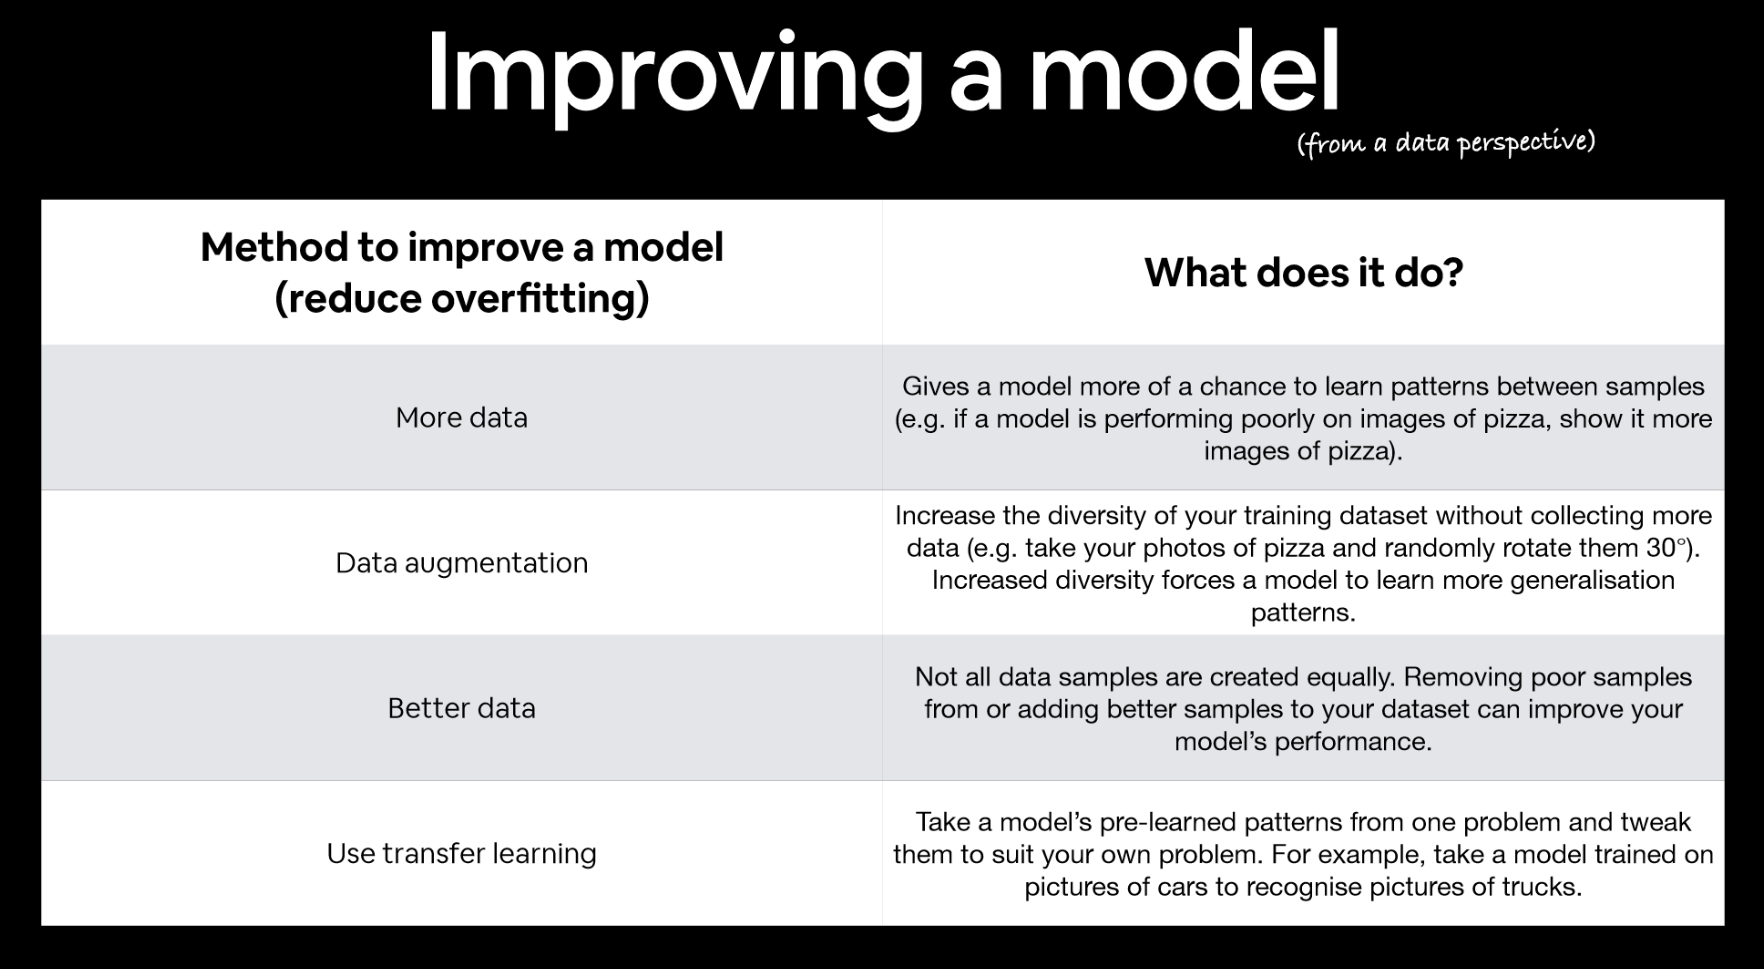 Improving a model
(from a data perspective)
Method to improve a model
(reduce overfitting)
What does it do?
More data
Gives a model more of a chance to learn patterns between samples
(e.g. if a model is performing poorly on images of pizza, show it more
images of pizza).
Data augmentation
Increase the diversity of your training dataset without collecting more
data (e.g. take your photos of pizza and randomly rotate them 30°).
Increased diversity forces a model to learn more generalisation
patterns.
Better data
Not all data samples are created equally. Removing poor samples
from or adding better samples to your dataset can improve your
model’s performance.
Use transfer learning
Take a model’s pre-learned patterns from one problem and tweak
them to suit your own problem. For example, take a model trained on
pictures of cars to recognise pictures of trucks.